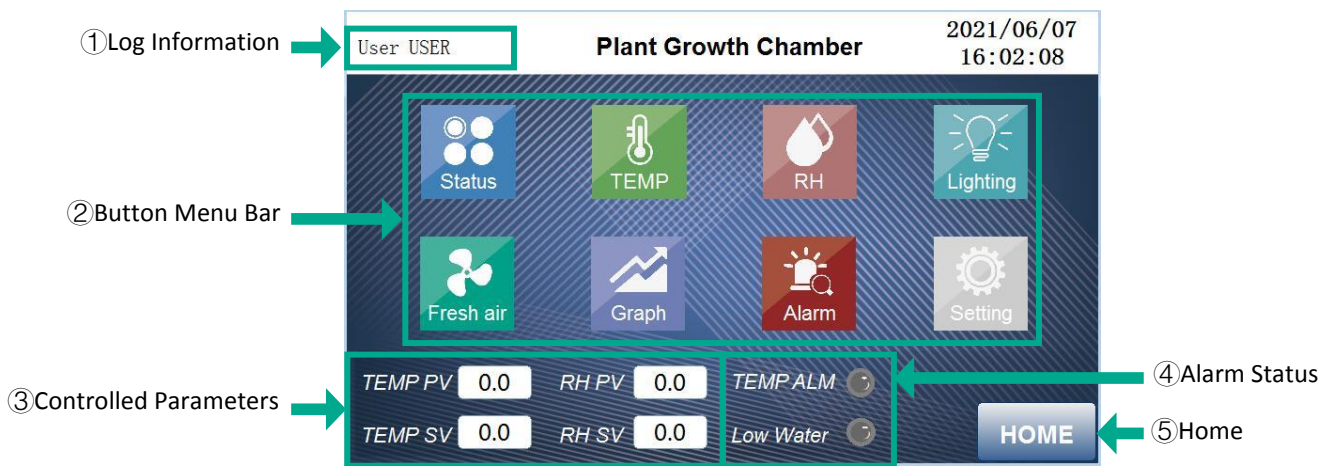 ①Log Information
User USER
Plant Growth Chamber
2021/06/07
16:02:08
②Button Menu Bar
Status
TEMP
RH
Lighting
Fresh air
Graph
Alarm
Setting
③Controlled Parameters
TEMP PV 0.0 RH PV 0.0 TEMP ALM
TEMP SV 0.0 RH SV 0.0 Low Water
④Alarm Status
HOME
⑤Home